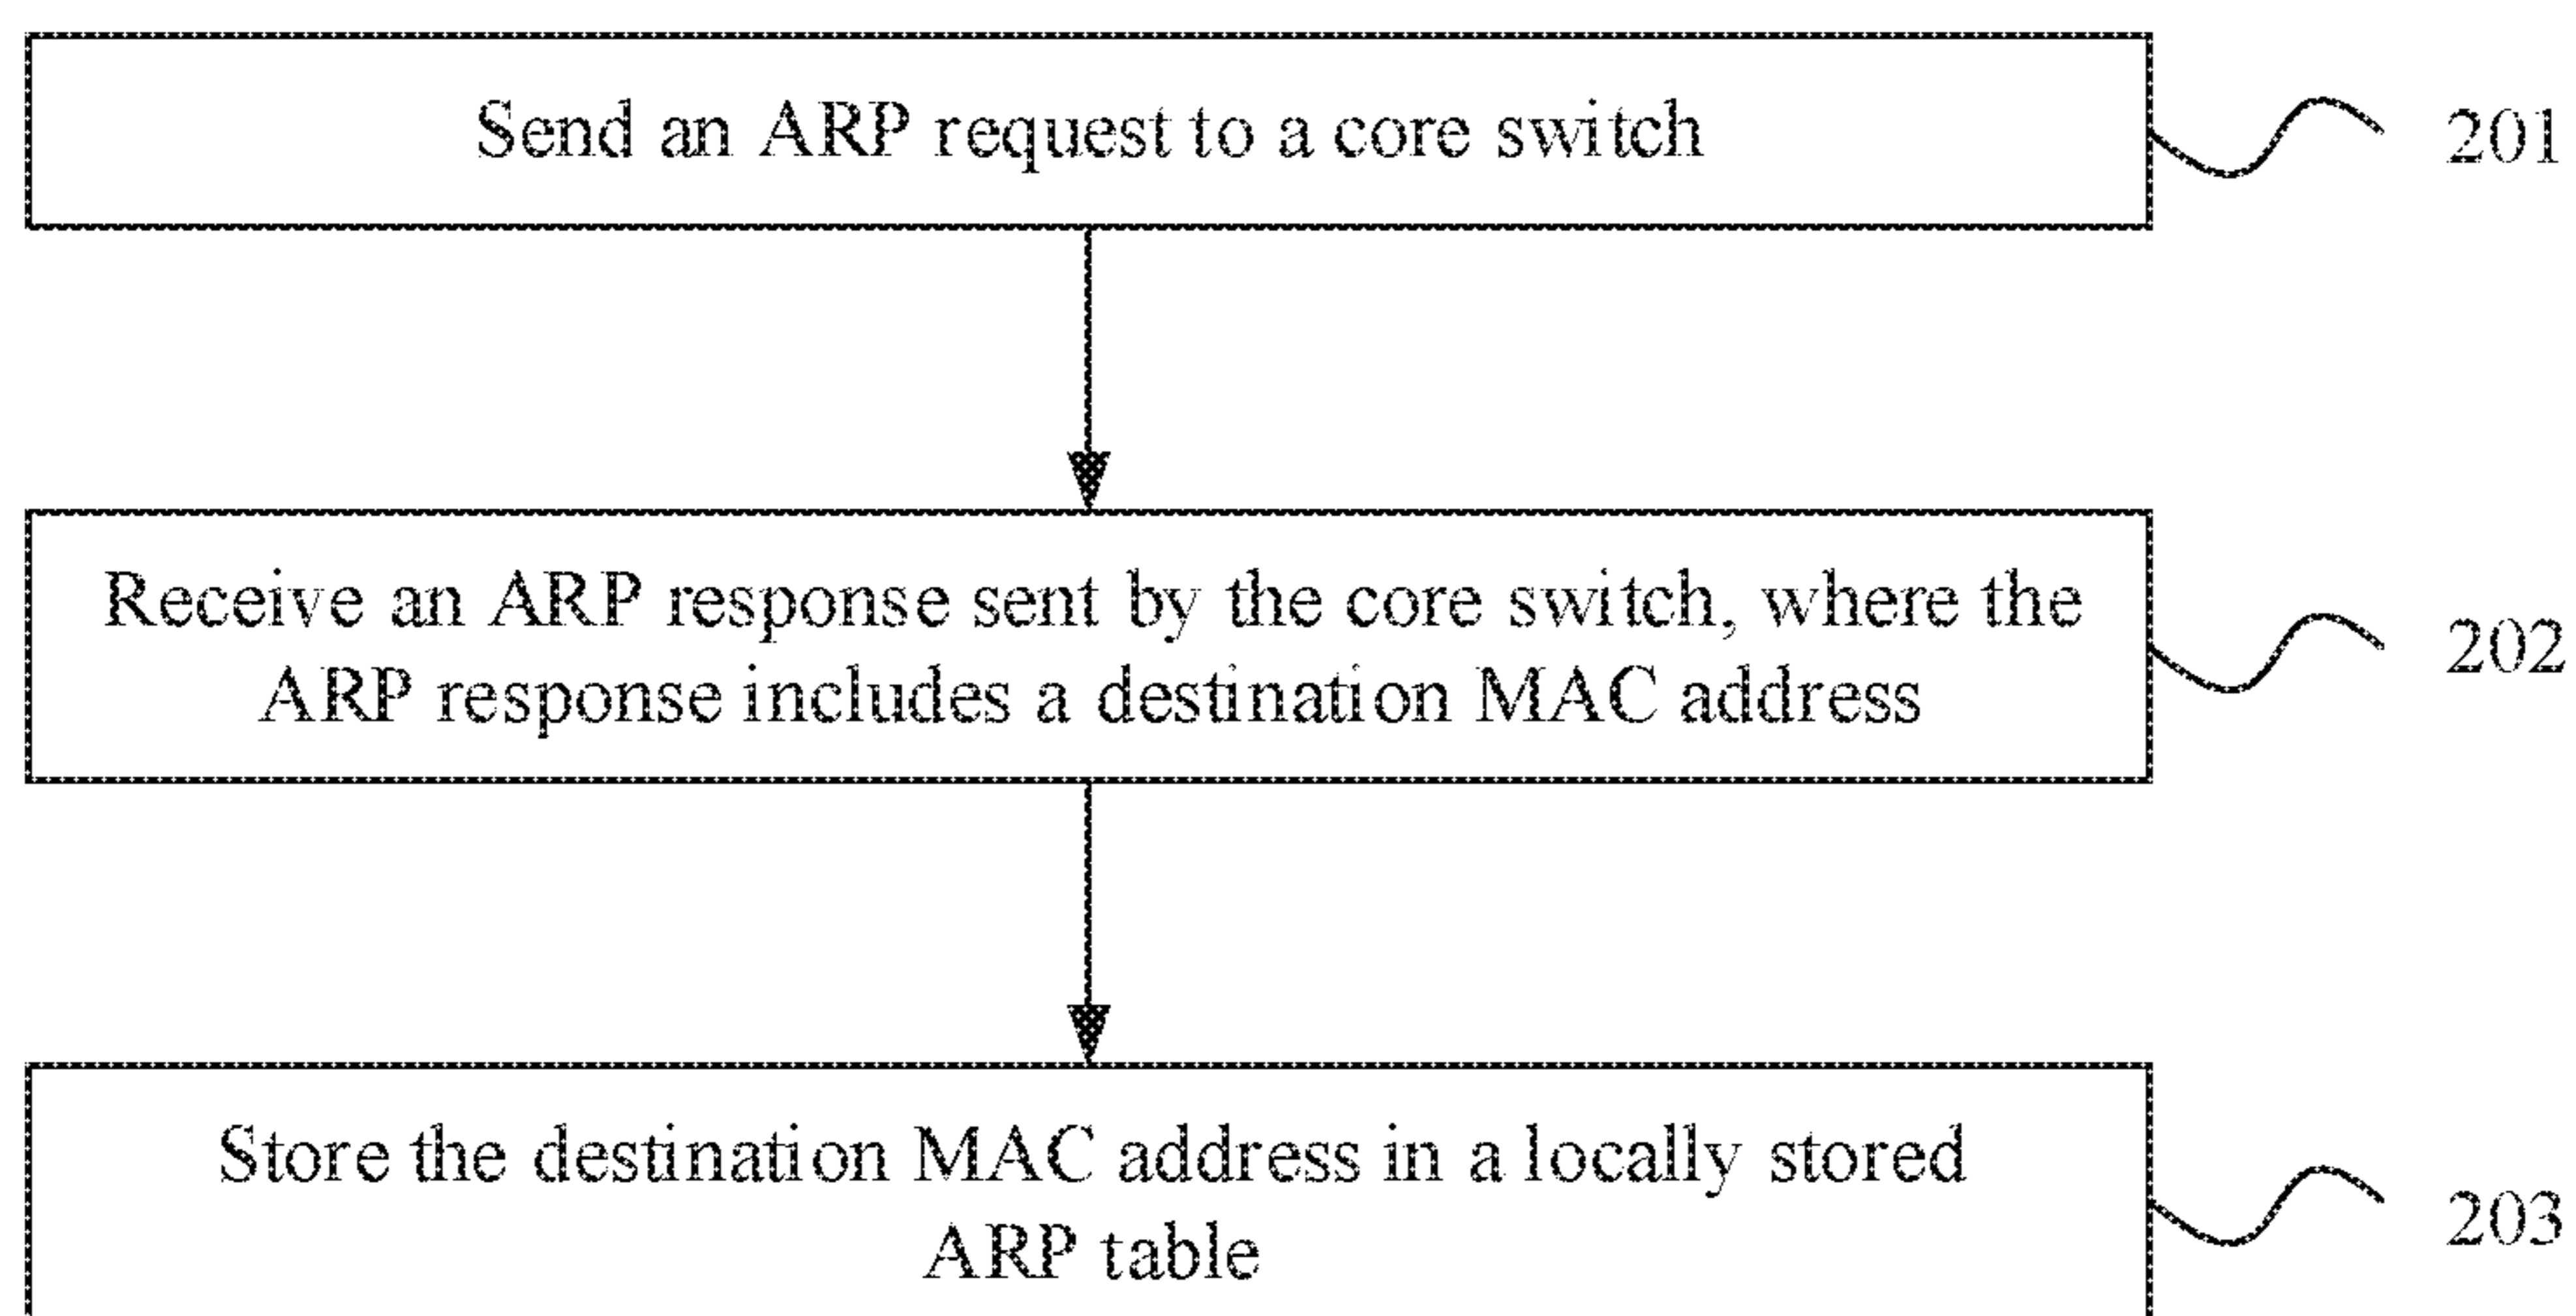 Send an ARP request to a core switch
201
Receive an ARP response sent by the core switch, where the
ARP response includes a destination MAC address
202
Store the destination MAC address in a locally stored
ARP table
203